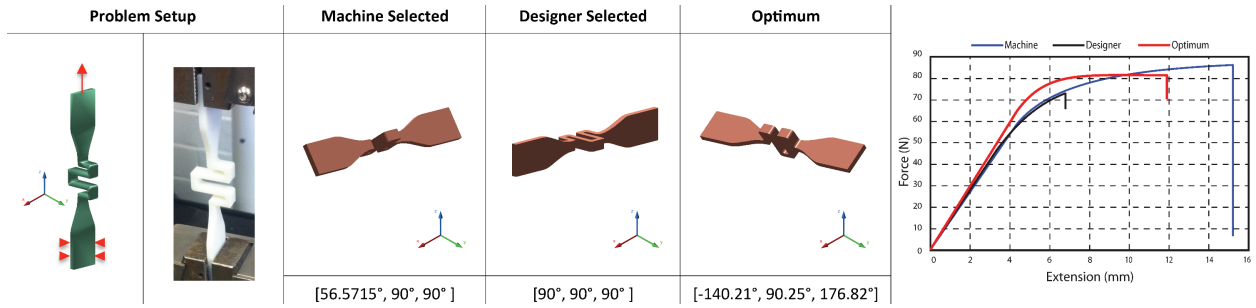 Problem Setup Machine Selected Designer Selected Optimum
[56.5715°, 90°, 90° ] [90°, 90°, 90°] [-140.21°, 90.25°, 176.82°]
Machine Designer Optimum
90
80
70
60
50
40
30
20
10
0
Force (N)
0 2 4 6 8 10 12 14 16
Extension (mm)
z
x y
z
x y
z
x y
z
x y